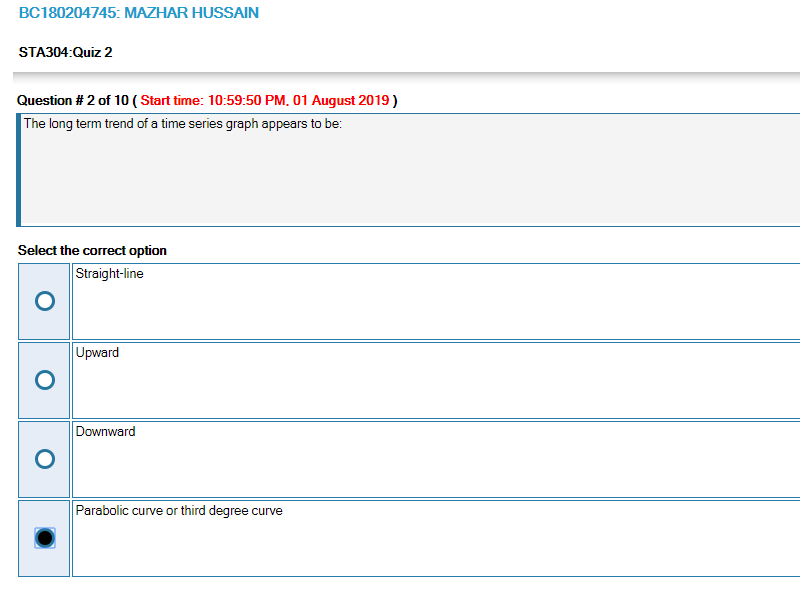 BC180204745: MAZHAR HUSSAIN
STA304:Quiz 2
Question # 2 of 10 ( Start time: 10:59:50 PM, 01 August 2019 )
The long term trend of a time series graph appears to be:
Select the correct option
Straight-line
Upward
Downward
Parabolic curve or third degree curve